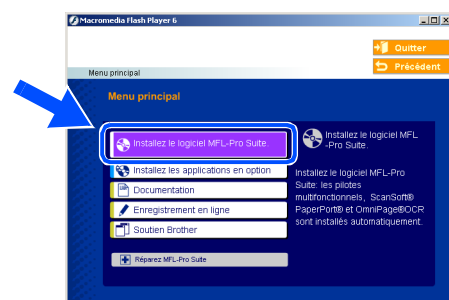 Macromedia Flash Player 6
Quitter
Précédent
Menu principal
Menu principal
Installez le logiciel MFL-Pro Suite.
Installez les applications en option
Documentation
Enregistrement en ligne
Soutien Brother
Réparez MFL-Pro Suite
Installez le logiciel MFL
-Pro Suite.
Installez le logiciel MFL-Pro
Suite: les pilotes
multifonctionnels, ScanSoft®
PaperPort® et OmniPage®OCR
sont installés automatiquement.